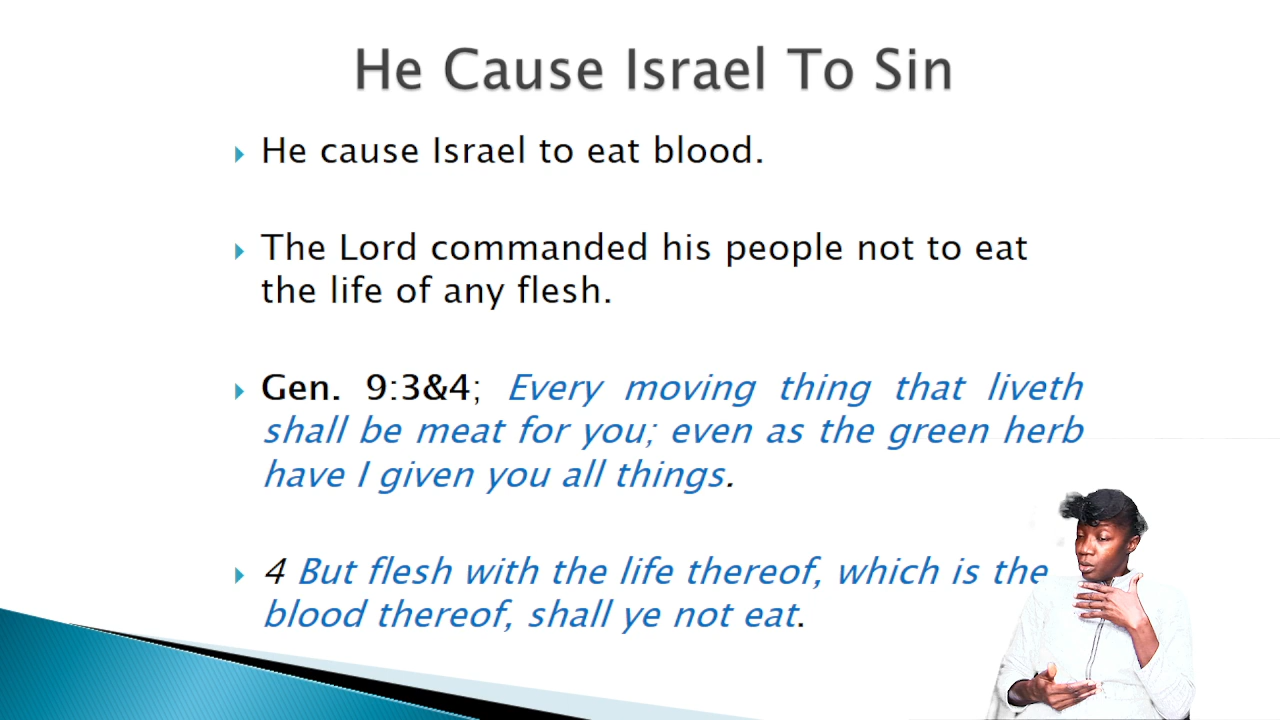 He Cause Israel To Sin
He cause Israel to eat blood.
The Lord commanded his people not to eat
the life of any flesh.
Gen. 9:3&4; Every moving thing that liveth
shall be meat for you; even as the green herb
have I given you all things.
4 But flesh with the life thereof, which is the
blood thereof, shall ye not eat.